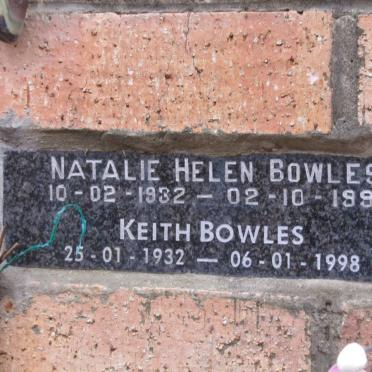 NATALIE HELEN BOWLES
10-02-1932 — 02-10-199
KEITH BOWLES
25-01-1932 — 06-01-1998